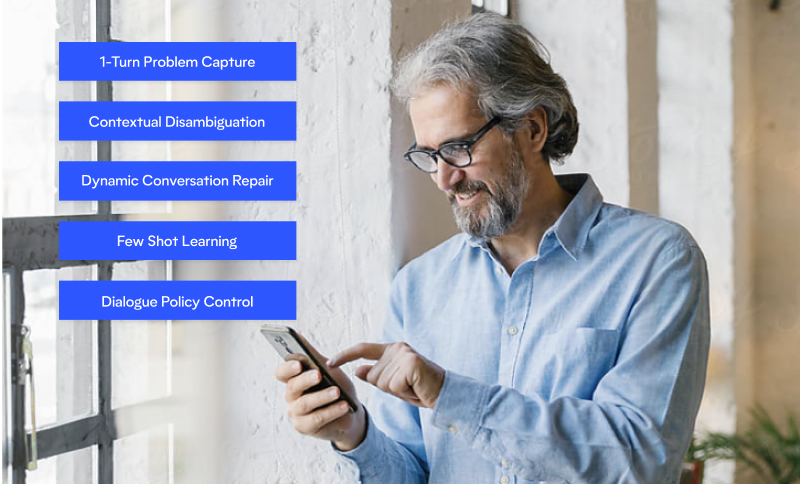 1-Turn Problem Capture
Contextual Disambiguation
Dynamic Conversation Repair
Few Shot Learning
Dialogue Policy Control